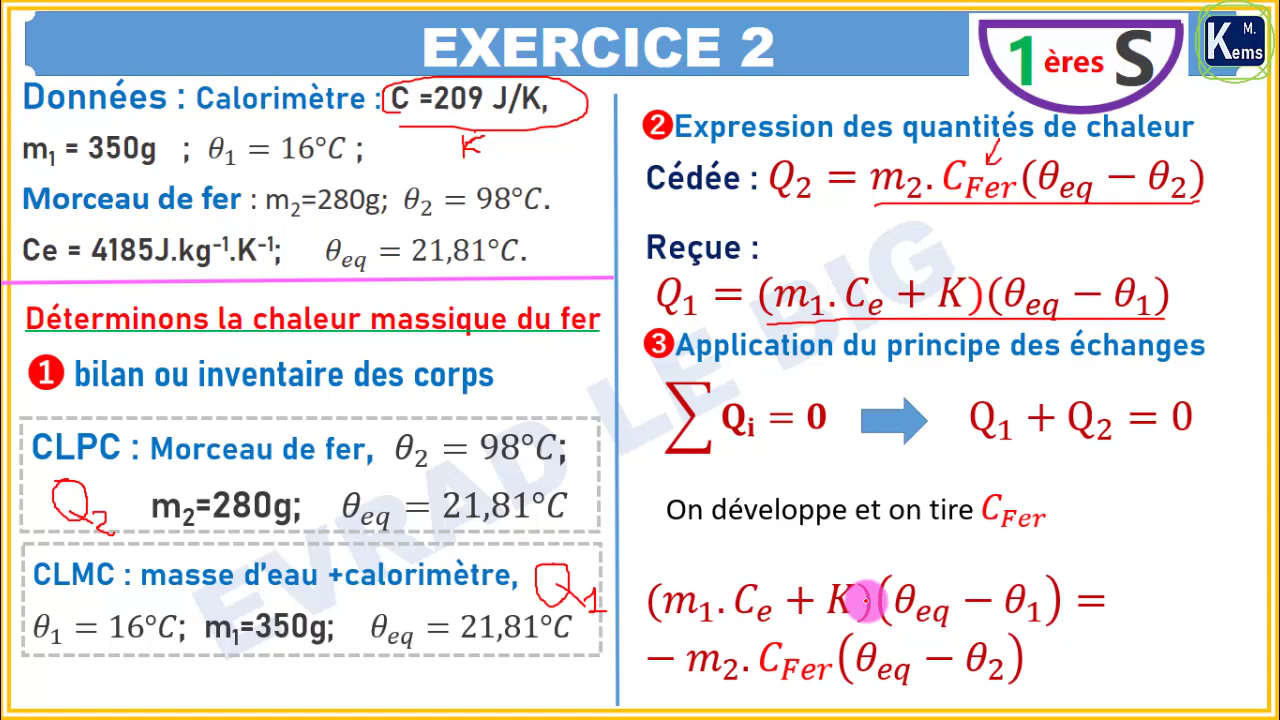 EXERCICE 2
1ères S
K M. ems
Données : Calorimètre : C =209 J/K,
K
m₁ = 350g ; θ₁ = 16°C ;
Morceau de fer : m₂=280g; θ₂ = 98°C.
Ce = 4185J.kg⁻¹.K⁻¹; θeq = 21,81°C.
Déterminons la chaleur massique du fer
1 bilan ou inventaire des corps
CLPC : Morceau de fer, θ₂ = 98°C;
Q₂ m₂=280g; θeq = 21,81°C
CLMC : masse d'eau +calorimètre, Q1
θ₁ = 16°C; m₁=350g; θeq = 21,81°C
2 Expression des quantités de chaleur
Cédée : Q₂ = m₂. CFer(θeq − θ₂)
Reçue :
Q₁ = (m₁. Cₑ + K)(θeq − θ₁)
3 Application du principe des échanges
∑ Qᵢ = 0 Q₁ + Q₂ = 0
On développe et on tire CFer
(m₁. Cₑ + K)(θeq − θ₁) =
− m₂. CFer(θeq − θ₂)
EVRAD LE BIG